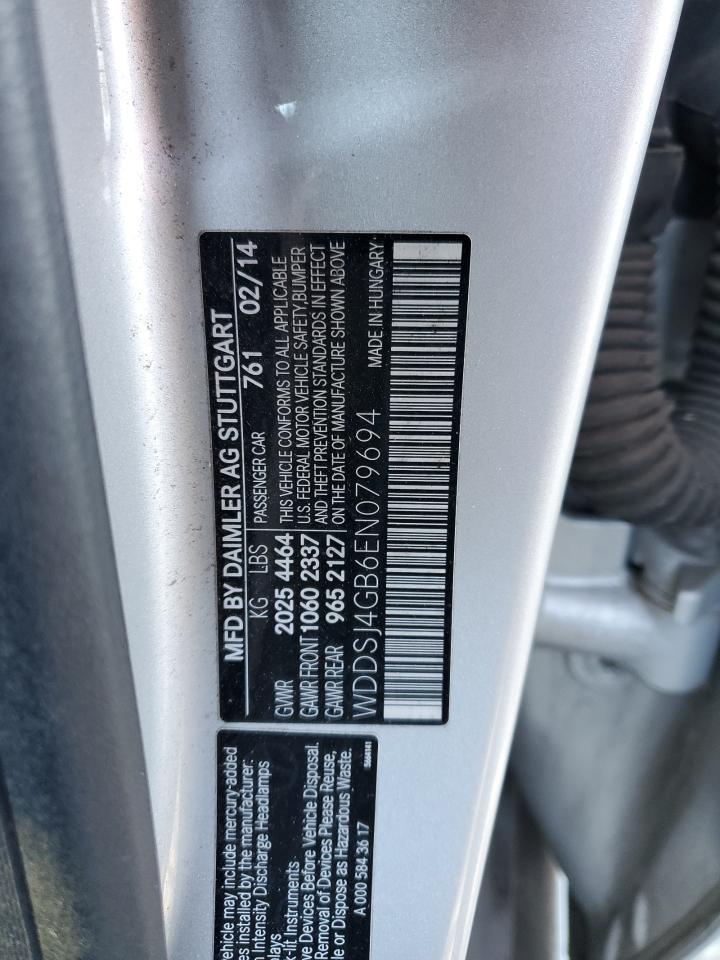 MFD BY DAIMLER AG STUTTGART
KG LBS 761 02/14
PASSENGER CAR
GVWR 2025 4464
GAWR FRONT 1060 2337
GAWR REAR 965 2127
THIS VEHICLE CONFORMS TO ALL APPLICABLE
U.S. FEDERAL MOTOR VEHICLE SAFETY, BUMPER
AND THEFT PREVENTION STANDARDS IN EFFECT
ON THE DATE OF MANUFACTURE SHOWN ABOVE
WDDSJ4GB6EN079694 MADE IN HUNGARY
vehicle may include mercury-added
installed by the manufacturer:
Intensity Discharge Headlamps
Instruments
Devices Before Vehicle Disposal.
Removal of Devices Please Reuse,
or Dispose as Hazardous Waste.
A 000 584 36 17